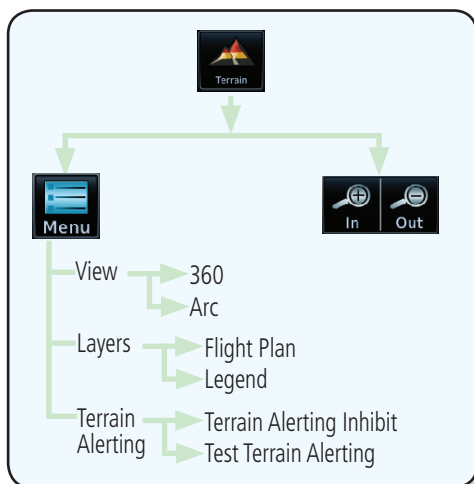 Terrain
Menu
In Out
View
360
Arc
Layers
Flight Plan
Legend
Terrain
Alerting
Terrain Alerting Inhibit
Test Terrain Alerting